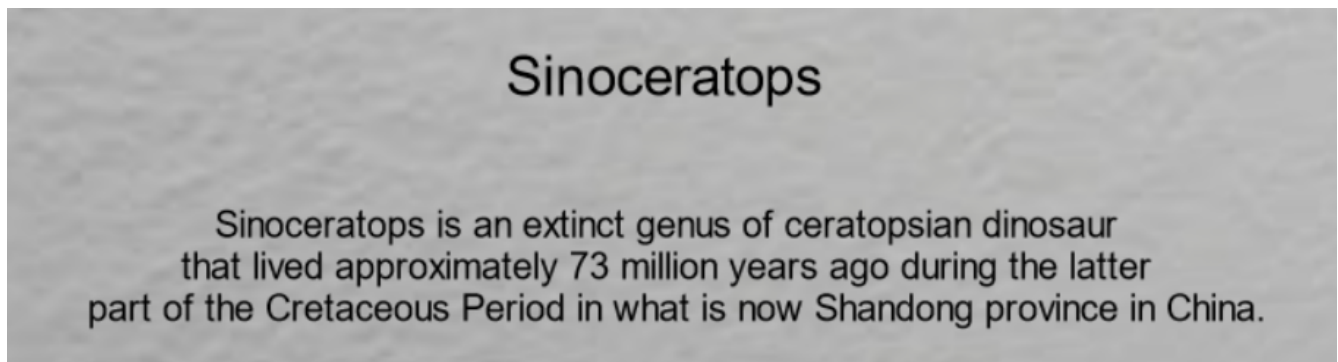 Sinoceratops
Sinoceratops is an extinct genus of ceratopsian dinosaur
that lived approximately 73 million years ago during the latter
part of the Cretaceous Period in what is now Shandong province in China.